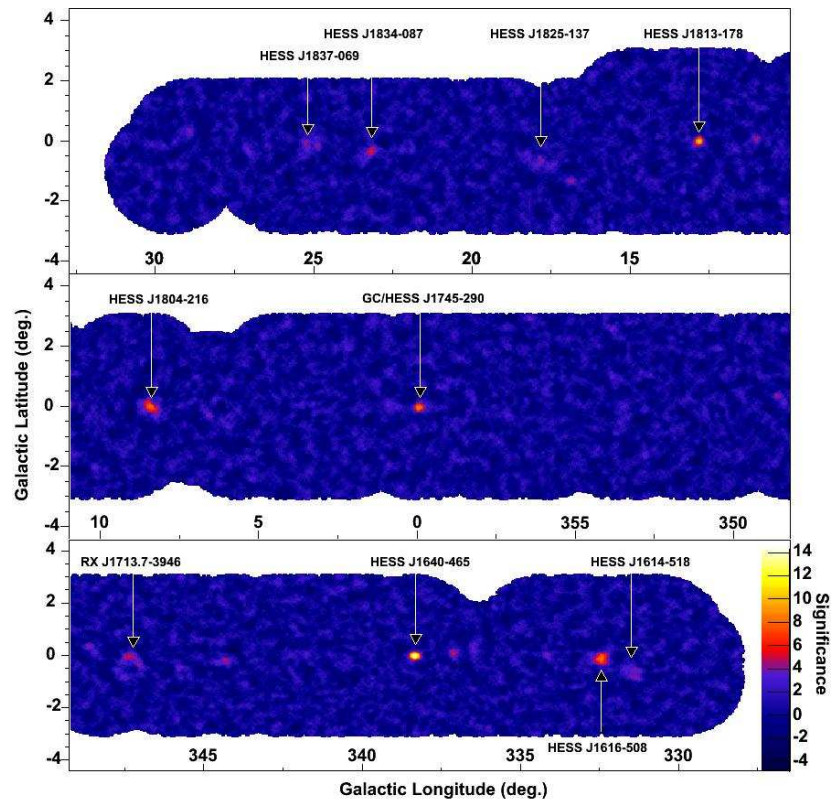 HESS J1834-087
HESS J1825-137
HESS J1813-178
HESS J1837-069
4
2
0
-2
-4
30 25 20 15
HESS J1804-216
GC/HESS J1745-290
4
2
0
-2
-4
10 5 0 355 350
Galactic Latitude (deg.)
RX J1713.7-3946
HESS J1640-465
HESS J1614-518
4
2
0
-2
-4
HESS J1616-508
345 340 335 330
14
12
10
8
6
4
2
0
-2
-4
Significance
Galactic Longitude (deg.)